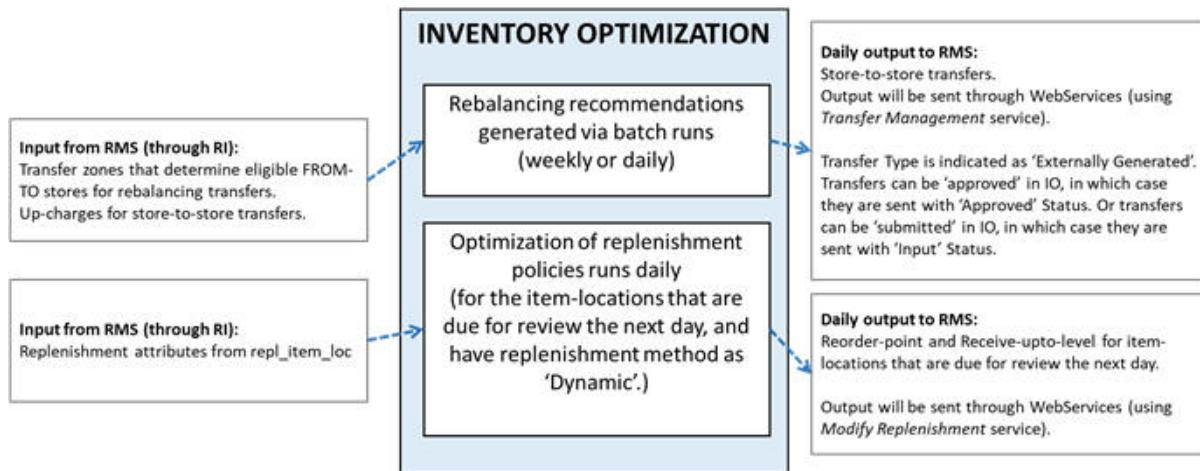 INVENTORY OPTIMIZATION
Input from RMS (through RI):
Transfer zones that determine eligible FROM-
TO stores for rebalancing transfers.
Up-charges for store-to-store transfers.
Input from RMS (through RI):
Replenishment attributes from repl_item_loc
Rebalancing recommendations
generated via batch runs
(weekly or daily)
Optimization of replenishment
policies runs daily
(for the item-locations that are
due for review the next day, and
have replenishment method as
‘Dynamic’.)
Daily output to RMS:
Store-to-store transfers.
Output will be sent through WebServices (using
Transfer Management service).
Transfer Type is indicated as ‘Externally Generated’.
Transfers can be ‘approved’ in IO, in which case
they are sent with ‘Approved’ Status. Or transfers
can be ‘submitted’ in IO, in which case they are
sent with ‘Input’ Status.
Daily output to RMS:
Reorder-point and Receive-upto-level for item-
locations that are due for review the next day.
Output will be sent through WebServices (using
Modify Replenishment service).